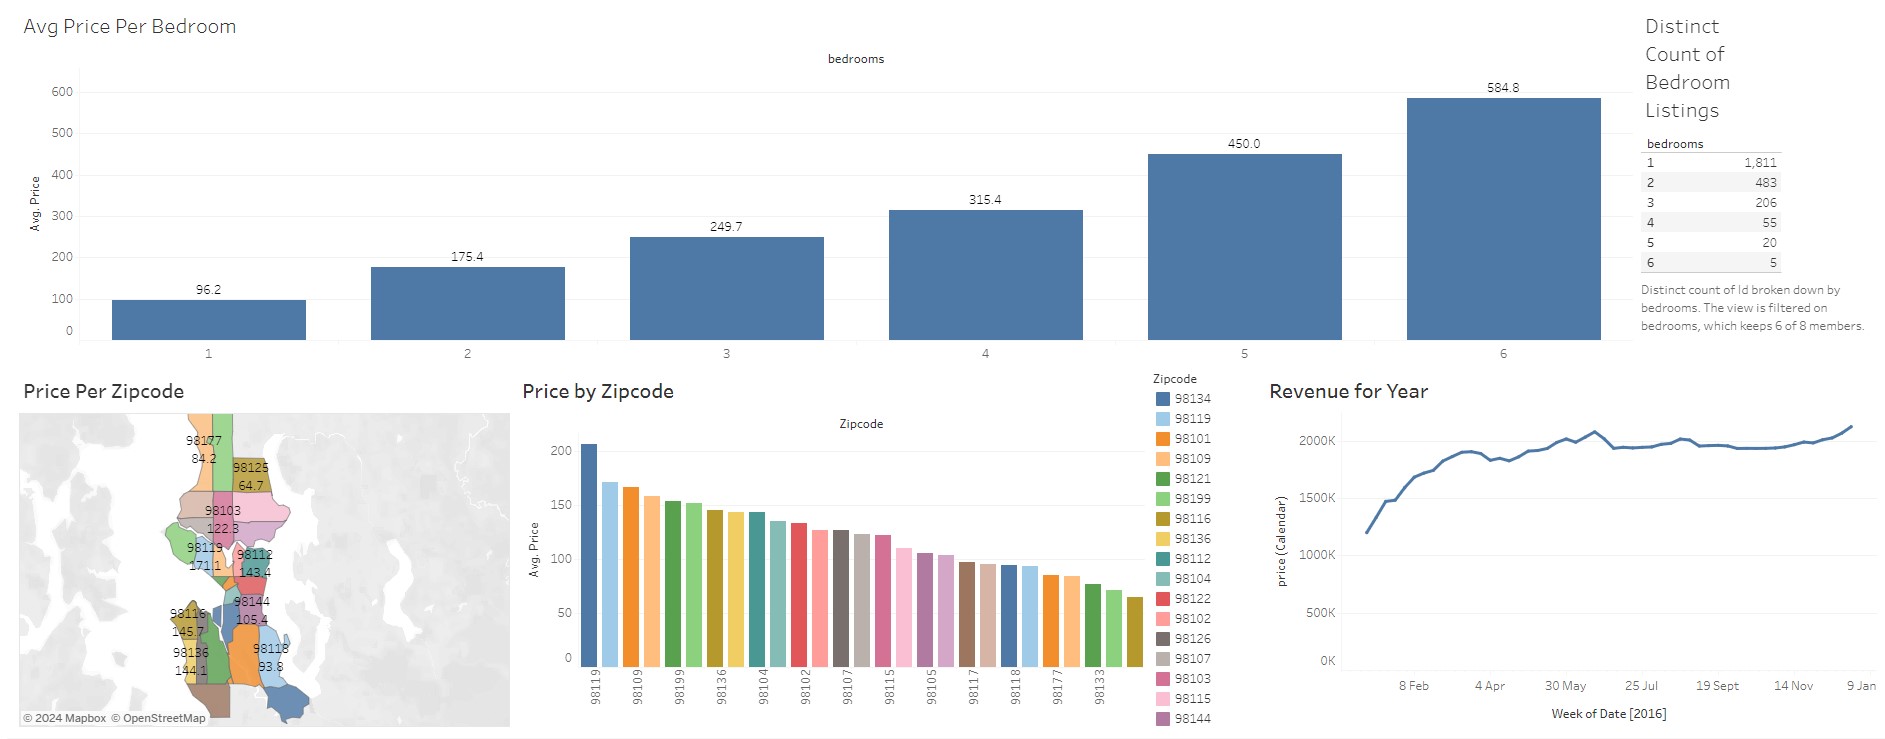 Avg Price Per Bedroom
bedrooms
Avg. Price
600
500
400
300
200
100
0
96.2
175.4
249.7
315.4
450.0
584.8
1
2
3
4
5
6
Distinct
Count of
Bedroom
Listings
bedrooms
1 1,811
2 483
3 206
4 55
5 20
6 5
Distinct count of Id broken down by
bedrooms. The view is filtered on
bedrooms, which keeps 6 of 8 members.
Price Per Zipcode
98177
84.2
98125
64.7
98103
122.3
98119
171.1
98112
143.4
98144
105.4
98116
145.7
98136
144.1
98118
93.8
© 2024 Mapbox © OpenStreetMap
Price by Zipcode
Zipcode
Avg. Price
200
150
100
50
0
98119
98109
98199
98136
98104
98102
98107
98115
98105
98117
98118
98177
98133
Zipcode
98134
98119
98101
98109
98121
98199
98116
98136
98112
98104
98122
98102
98126
98107
98103
98115
98144
Revenue for Year
price (Calendar)
2000K
1500K
1000K
500K
0K
8 Feb
4 Apr
30 May
25 Jul
19 Sept
14 Nov
9 Jan
Week of Date [2016]